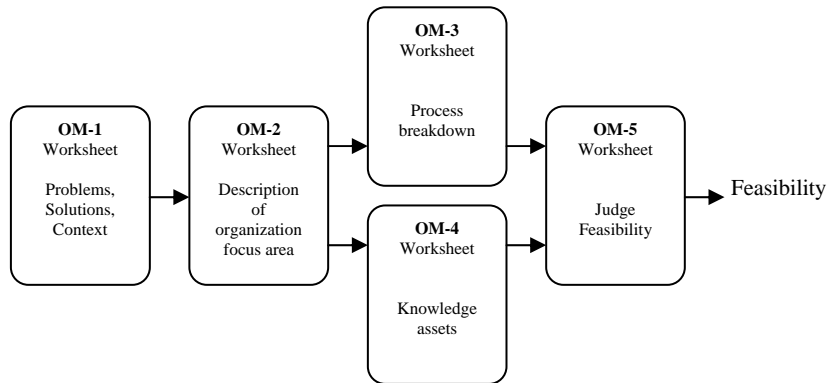 OM-1
Worksheet
Problems,
Solutions,
Context
OM-2
Worksheet
Description
of
organization
focus area
OM-3
Worksheet
Process
breakdown
OM-4
Worksheet
Knowledge
assets
OM-5
Worksheet
Judge
Feasibility
Feasibility